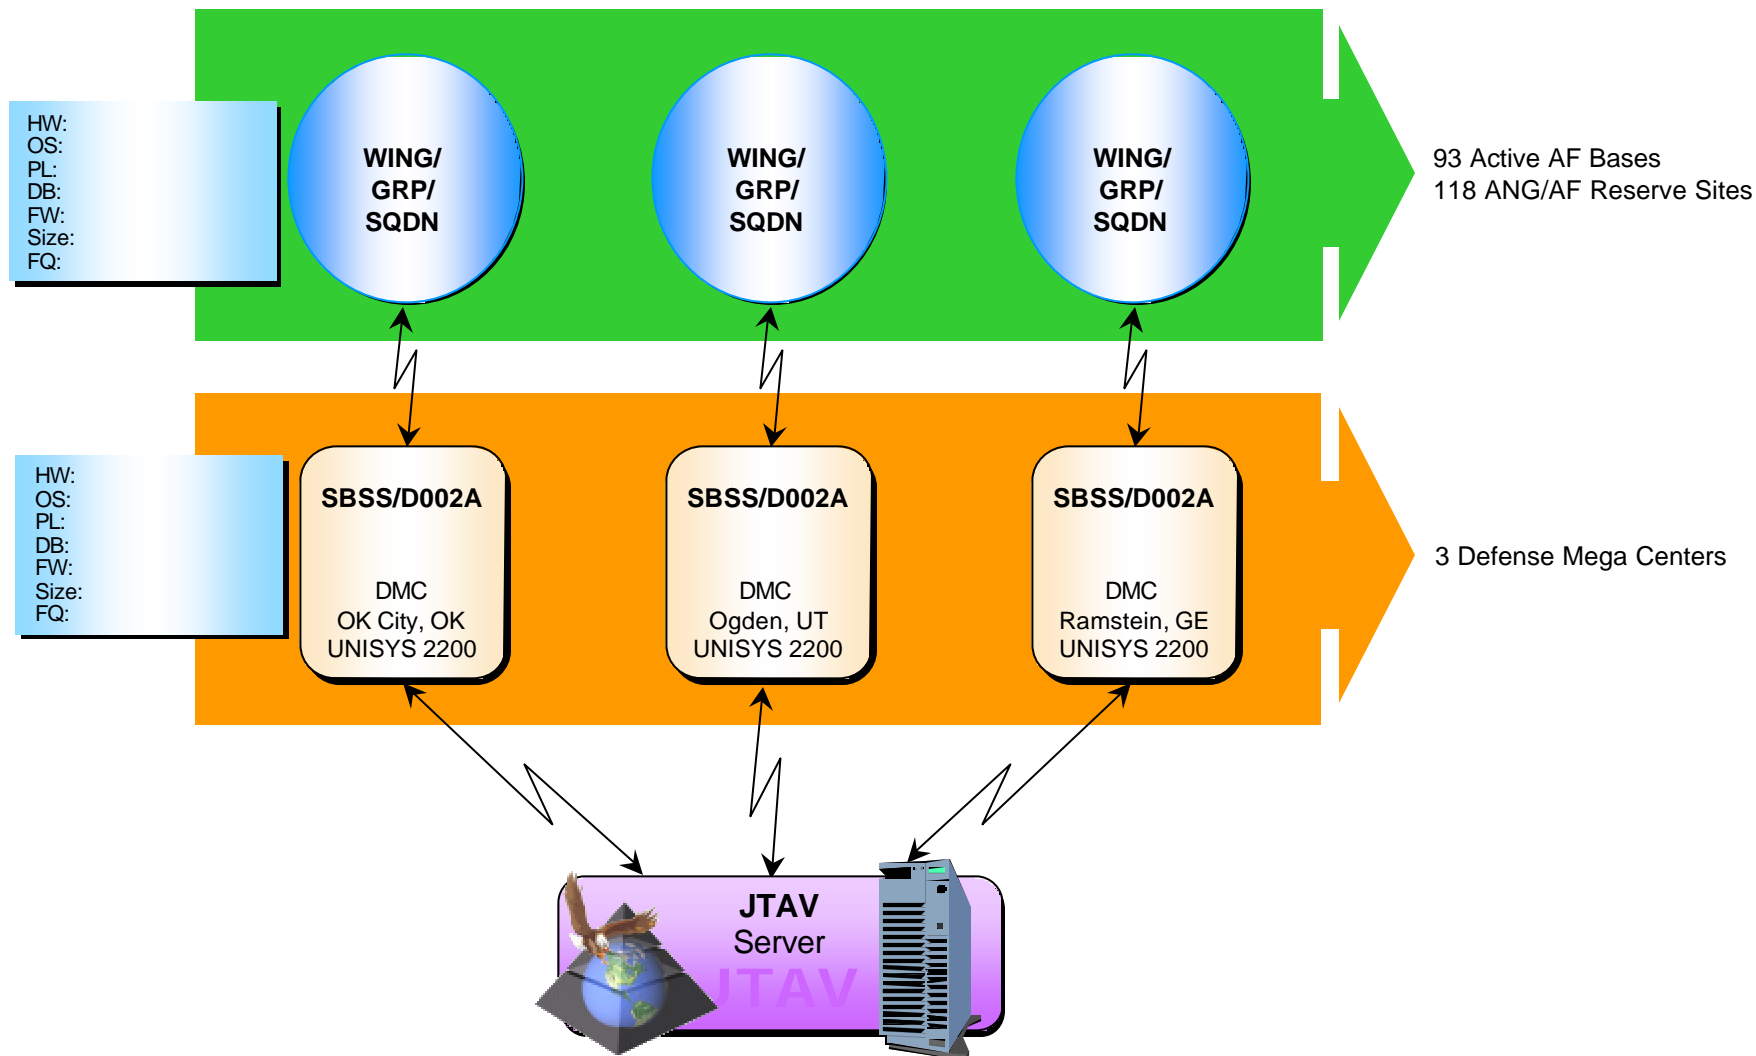 HW:
OS:
PL:
DB:
FW:
Size:
FQ:
WING/
GRP/
SQDN
WING/
GRP/
SQDN
WING/
GRP/
SQDN
93 Active AF Bases
118 ANG/AF Reserve Sites
HW:
OS:
PL:
DB:
FW:
Size:
FQ:
SBSS/D002A
DMC
OK City, OK
UNISYS 2200
SBSS/D002A
DMC
Ogden, UT
UNISYS 2200
SBSS/D002A
DMC
Ramstein, GE
UNISYS 2200
3 Defense Mega Centers
JTAV
Server
JTAV